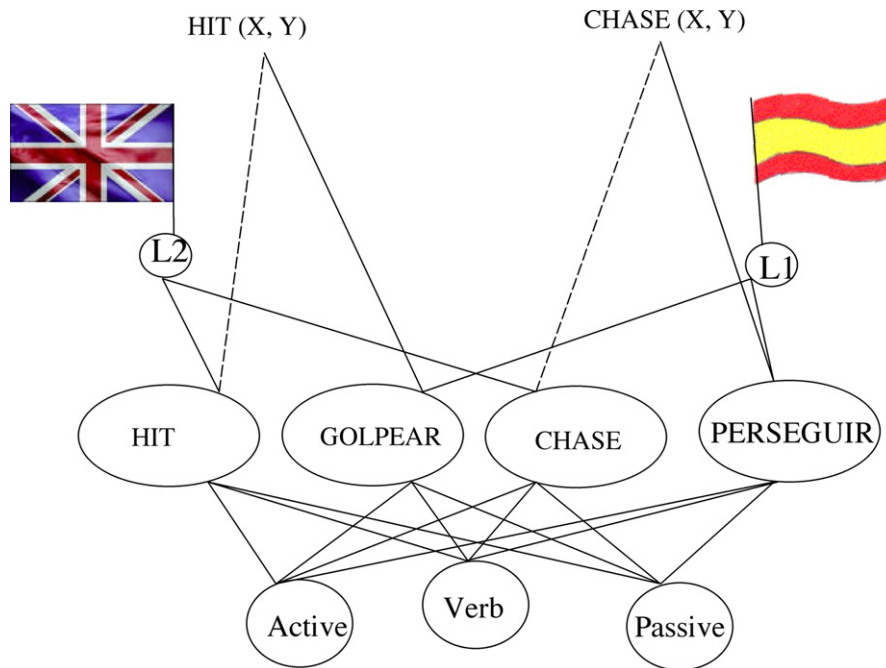 HIT (X, Y)
CHASE (X, Y)
L2
L1
HIT
GOLPEAR
CHASE
PERSEGUIR
Active
Verb
Passive